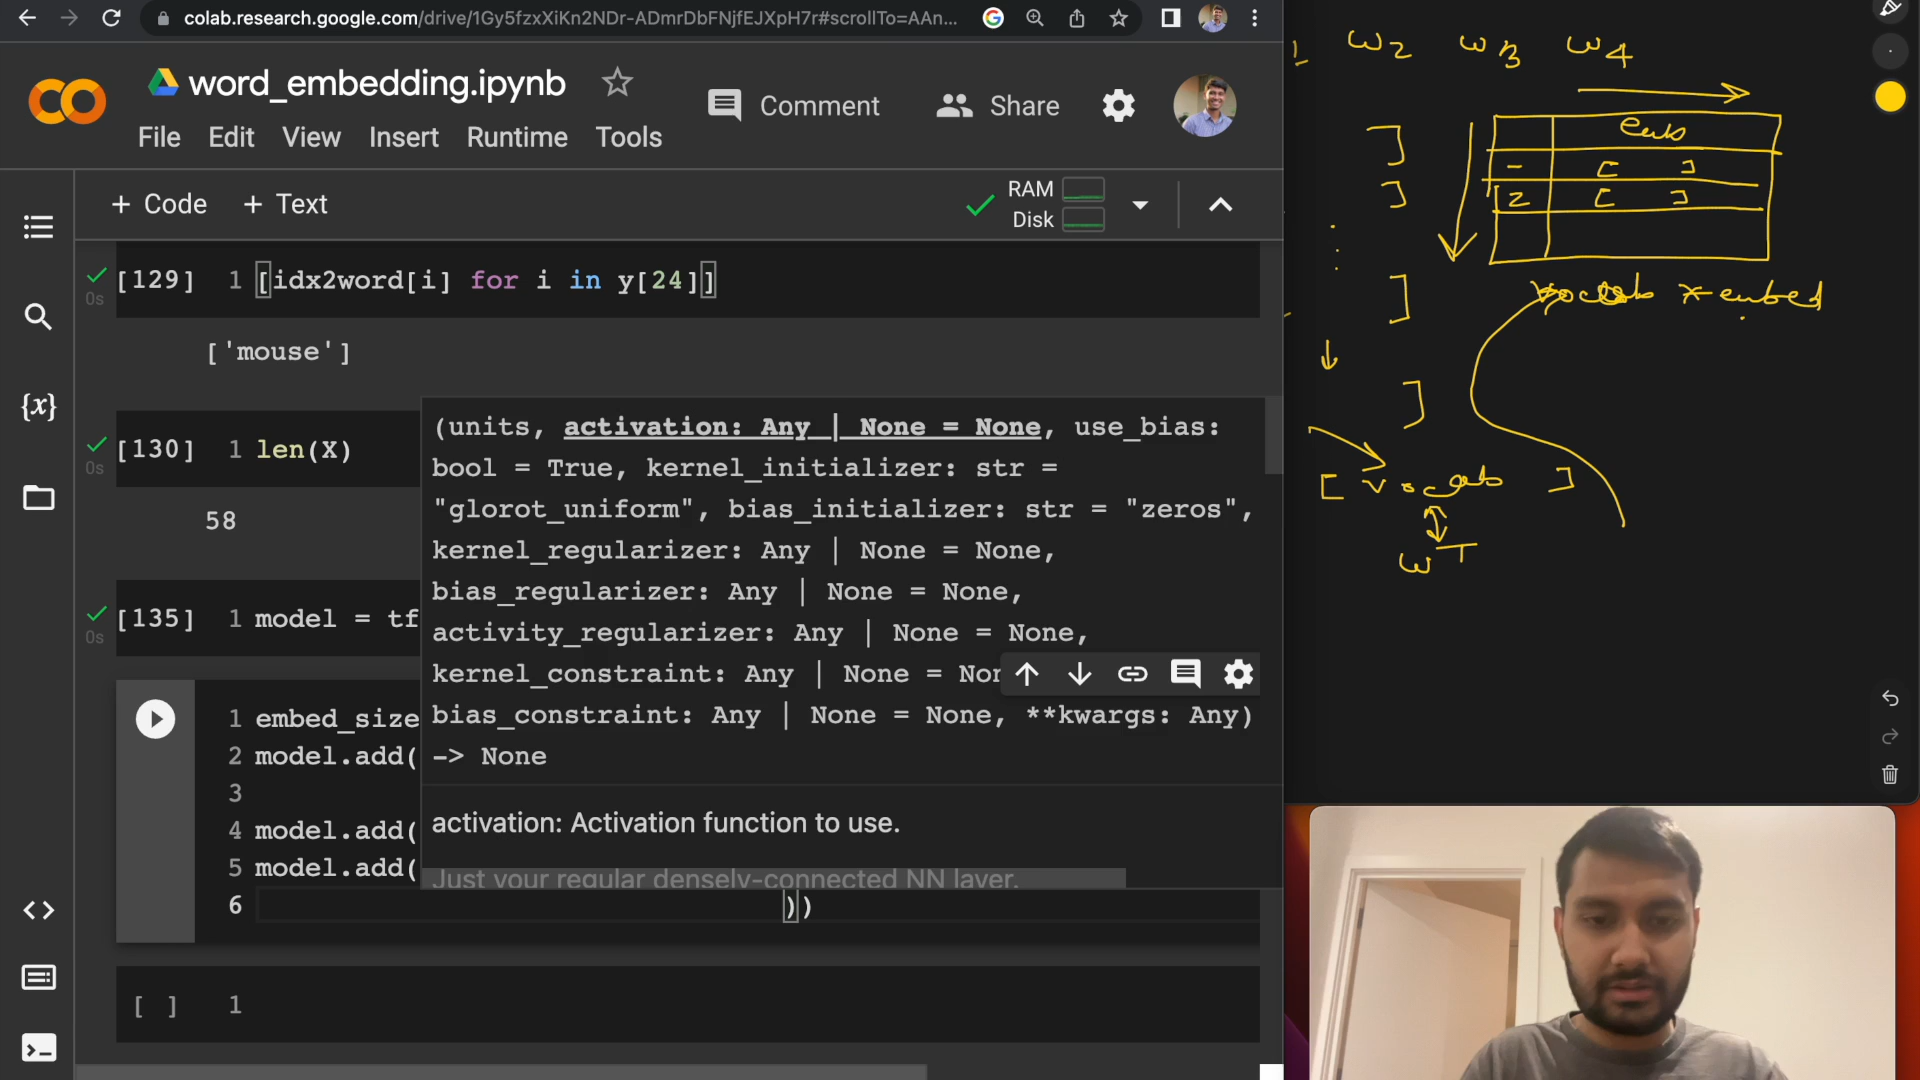 colab.research.google.com/drive/1Gy5fzxXiKn2NDr-ADmrDbFNjfEJXpH7r#scrollTo=AAn...
word_embedding.ipynb
Comment
Share
File Edit View Insert Runtime Tools
+ Code + Text
RAM
Disk
[129] 1 [idx2word[i] for i in y[24]]
0s
['mouse']
[130] 1 len(X)
0s
58
(units, activation: Any | None = None, use_bias:
bool = True, kernel_initializer: str =
"glorot_uniform", bias_initializer: str = "zeros",
kernel_regularizer: Any | None = None,
bias_regularizer: Any | None = None,
activity_regularizer: Any | None = None,
kernel_constraint: Any | None = Non
bias_constraint: Any | None = None, **kwargs: Any)
-> None
activation: Activation function to use.
Just your regular densely-connected NN layer.
[135] 1 model = tf
0s
1 embed_size
2 model.add(
3
4 model.add(
5 model.add(
6 ))
[ ] 1
1 w2 w3 w4
]
]
]
]
emb
- [ ]
2 [ ]
vocab * embed
[ vocab ]
w T